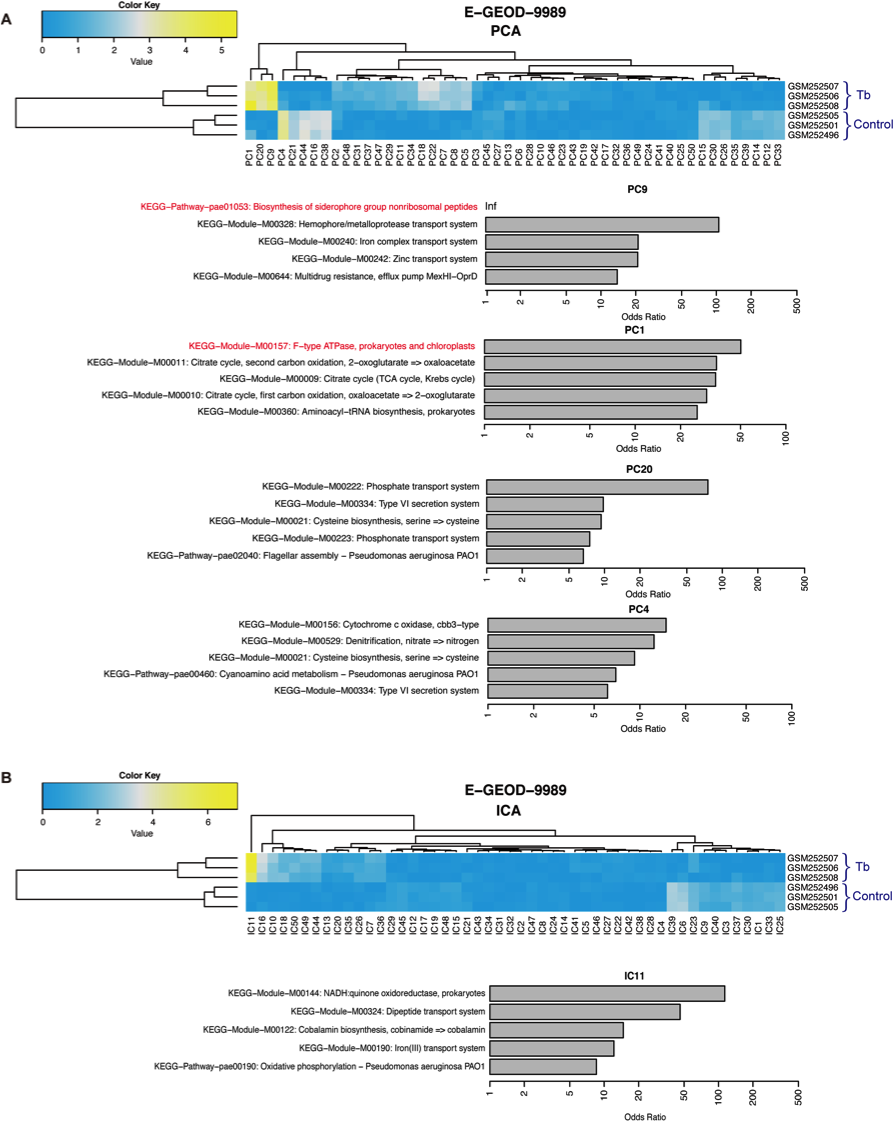 A
Color Key
0 1 2 3 4 5
Value
E-GEOD-9989
PCA
GSM252507
GSM252506
GSM252508
GSM252505
GSM252501
GSM252496
Tb
Control
PC1 PC20 PC9 PC4 PC21 PC44 PC16 PC38 PC2 PC48 PC31 PC37 PC47 PC29 PC11 PC34 PC18 PC22 PC7 PC8 PC5 PC3 PC45 PC27 PC13 PC6 PC28 PC10 PC46 PC23 PC43 PC19 PC42 PC17 PC32 PC36 PC49 PC24 PC41 PC40 PC25 PC50 PC15 PC30 PC26 PC35 PC39 PC14 PC12 PC33
PC9
KEGG-Pathway-pae01053: Biosynthesis of siderophore group nonribosomal peptides Inf
KEGG-Module-M00328: Hemophore/metalloprotease transport system
KEGG-Module-M00240: Iron complex transport system
KEGG-Module-M00242: Zinc transport system
KEGG-Module-M00644: Multidrug resistance, efflux pump MexHI-OprD
1 2 5 10 20 50 100 200 500
Odds Ratio
PC1
KEGG-Module-M00157: F-type ATPase, prokaryotes and chloroplasts
KEGG-Module-M00011: Citrate cycle, second carbon oxidation, 2-oxoglutarate => oxaloacetate
KEGG-Module-M00009: Citrate cycle (TCA cycle, Krebs cycle)
KEGG-Module-M00010: Citrate cycle, first carbon oxidation, oxaloacetate => 2-oxoglutarate
KEGG-Module-M00360: Aminoacyl-tRNA biosynthesis, prokaryotes
1 2 5 10 20 50 100
Odds Ratio
PC20
KEGG-Module-M00222: Phosphate transport system
KEGG-Module-M00334: Type VI secretion system
KEGG-Module-M00021: Cysteine biosynthesis, serine => cysteine
KEGG-Module-M00223: Phosphonate transport system
KEGG-Pathway-pae02040: Flagellar assembly - Pseudomonas aeruginosa PAO1
1 2 5 10 20 50 100 200 500
Odds Ratio
PC4
KEGG-Module-M00156: Cytochrome c oxidase, cbb3-type
KEGG-Module-M00529: Denitrification, nitrate => nitrogen
KEGG-Module-M00021: Cysteine biosynthesis, serine => cysteine
KEGG-Pathway-pae00460: Cyanoamino acid metabolism - Pseudomonas aeruginosa PAO1
KEGG-Module-M00334: Type VI secretion system
1 2 5 10 20 50 100
Odds Ratio
B
Color Key
0 2 4 6
Value
E-GEOD-9989
ICA
GSM252507
GSM252506
GSM252508
GSM252496
GSM252501
GSM252505
Tb
Control
IC11 IC16 IC10 IC18 IC50 IC49 IC44 IC13 IC20 IC35 IC26 IC7 IC36 IC29 IC45 IC12 IC17 IC19 IC48 IC15 IC21 IC43 IC34 IC31 IC32 IC2 IC47 IC8 IC24 IC14 IC41 IC5 IC46 IC27 IC22 IC42 IC38 IC28 IC4 IC39 IC6 IC23 IC9 IC40 IC3 IC37 IC30 IC1 IC33 IC25
IC11
KEGG-Module-M00144: NADH:quinone oxidoreductase, prokaryotes
KEGG-Module-M00324: Dipeptide transport system
KEGG-Module-M00122: Cobalamin biosynthesis, cobinamide => cobalamin
KEGG-Module-M00190: Iron(III) transport system
KEGG-Pathway-pae00190: Oxidative phosphorylation - Pseudomonas aeruginosa PAO1
1 2 5 10 20 50 100 200 500
Odds Ratio